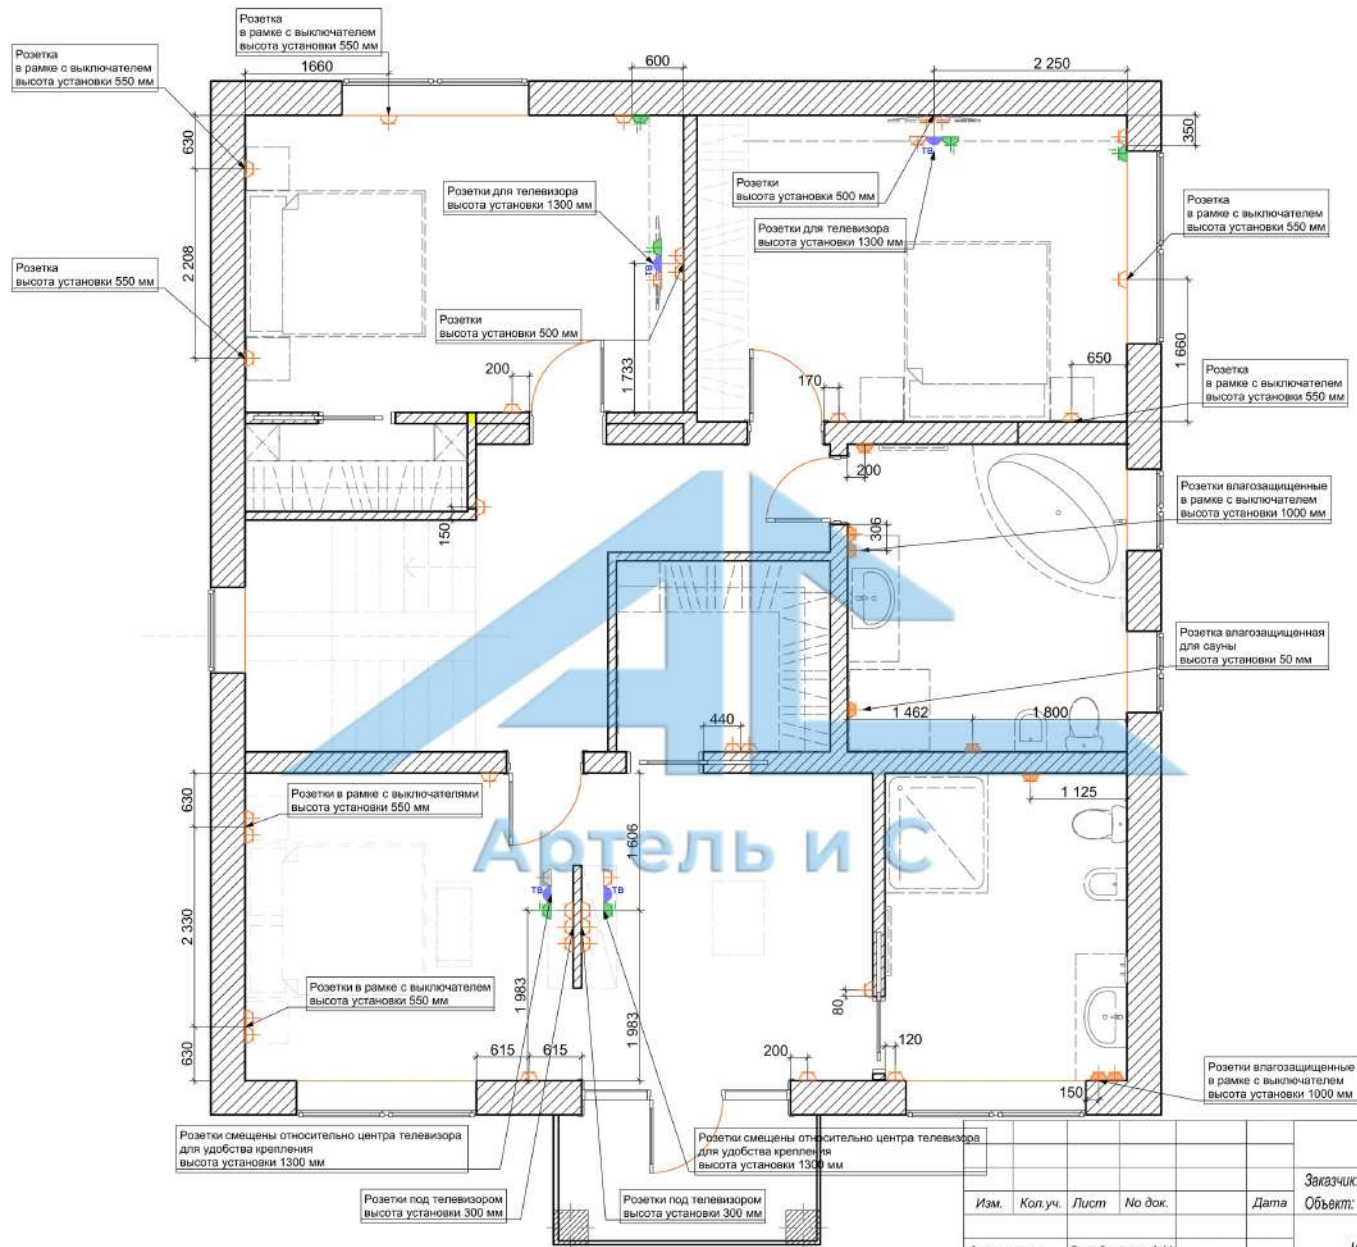 Розетка
в рамке с выключателем
высота установки 550 мм
Розетка
в рамке с выключателем
высота установки 550 мм
1660
600
2 250
630
350
Розетки для телевизора
высота установки 1300 мм
Розетки
высота установки 500 мм
тв
Розетка
в рамке с выключателем
высота установки 550 мм
Розетки для телевизора
высота установки 1300 мм
2 208
Розетка
высота установки 550 мм
тв
Розетки
высота установки 500 мм
1 733
200
170
650
1 660
Розетка
в рамке с выключателем
высота установки 550 мм
200
Розетки влагозащищенные
в рамке с выключателем
высота установки 1000 мм
150
306
Розетка влагозащищенная
для сауны
высота установки 50 мм
440
1 462
1 800
630
Розетки в рамке с выключателями
высота установки 550 мм
1 125
1 606
Артель и С
тв
тв
2 330
Розетки в рамке с выключателем
высота установки 550 мм
1 983
1 983
80
630
615
615
200
120
150
Розетки влагозащищенные
в рамке с выключателем
высота установки 1000 мм
Розетки смещены относительно центра телевизора
для удобства крепления
высота установки 1300 мм
Розетки смещены относительно центра телевизора
для удобства крепления
высота установки 1300 мм
Розетки под телевизором
высота установки 300 мм
Розетки под телевизором
высота установки 300 мм
Заказчик:
Изм. Кол.уч. Лист No док. Дата Объект: